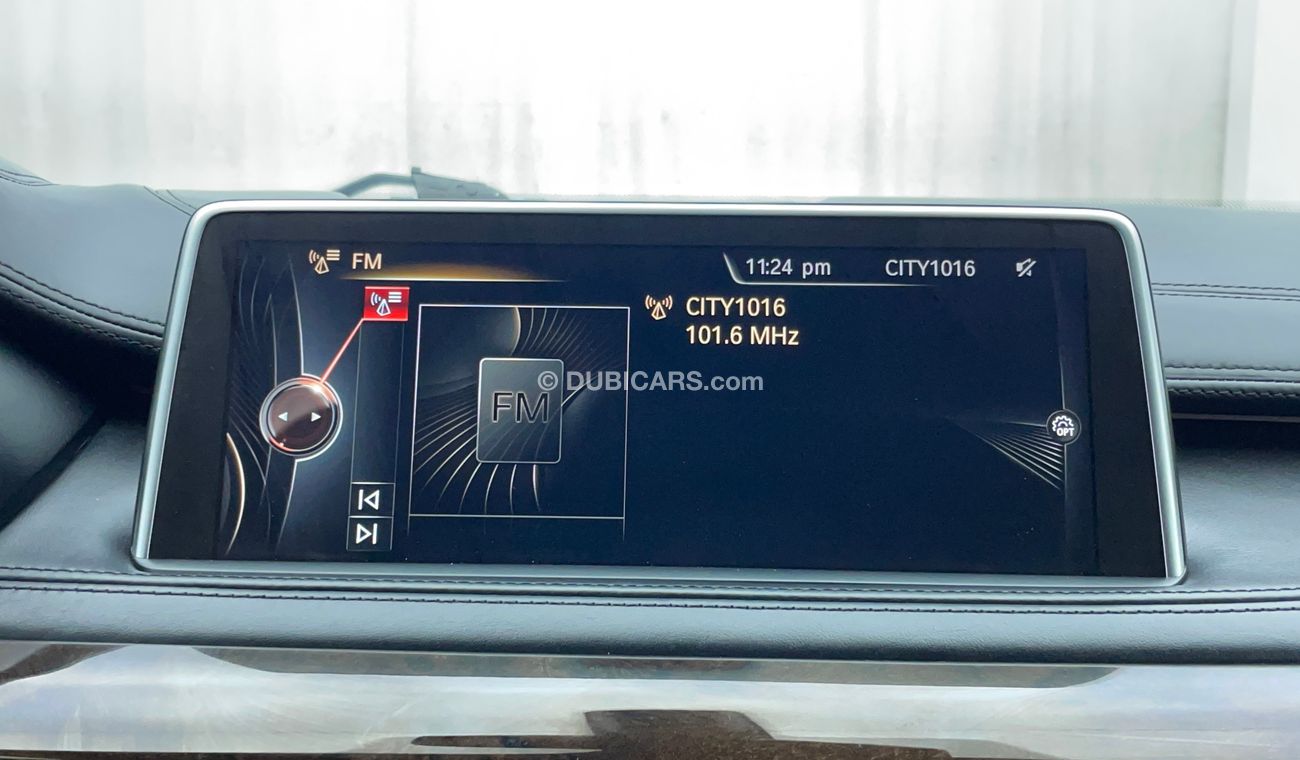 FM
11:24 pm CITY1016
CITY1016
101.6 MHz
© DUBICARS.com
FM
OPT